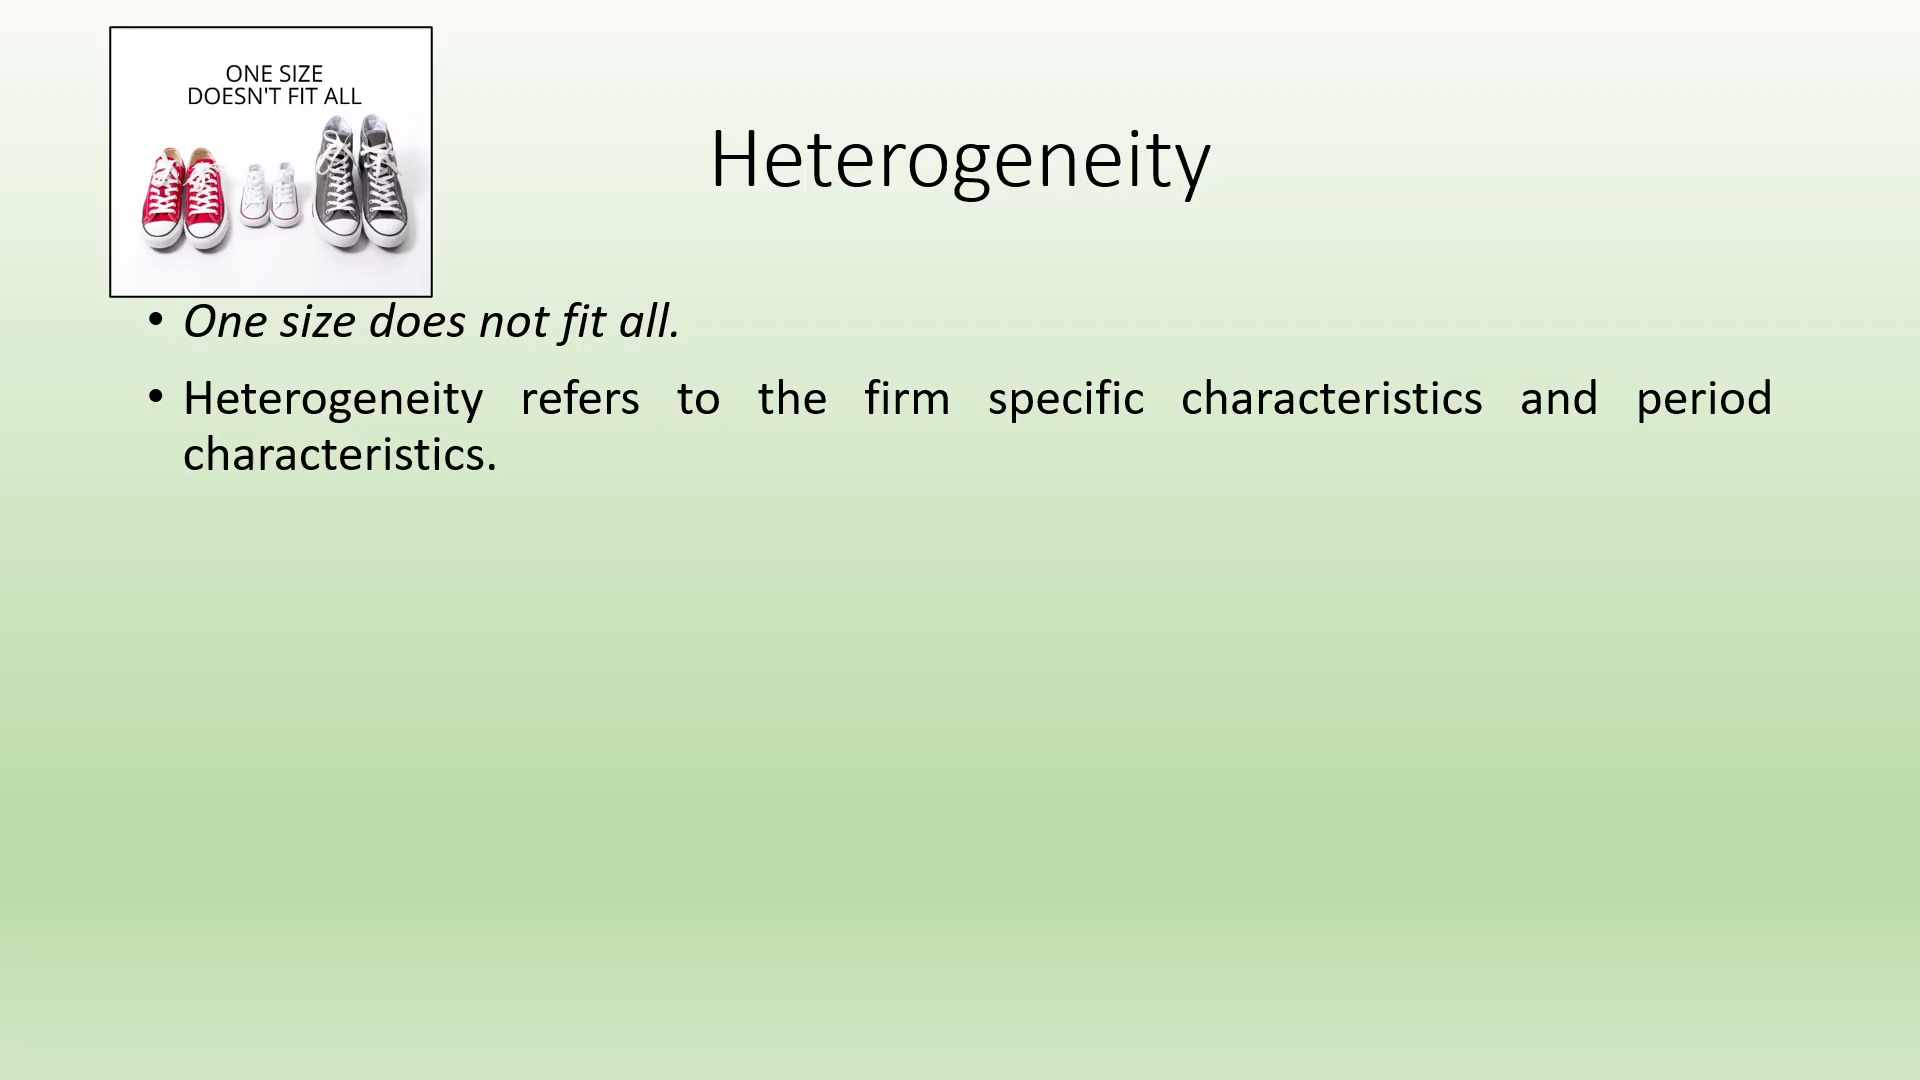 ONE SIZE
DOESN'T FIT ALL
Heterogeneity
• One size does not fit all.
• Heterogeneity refers to the firm specific characteristics and period
characteristics.